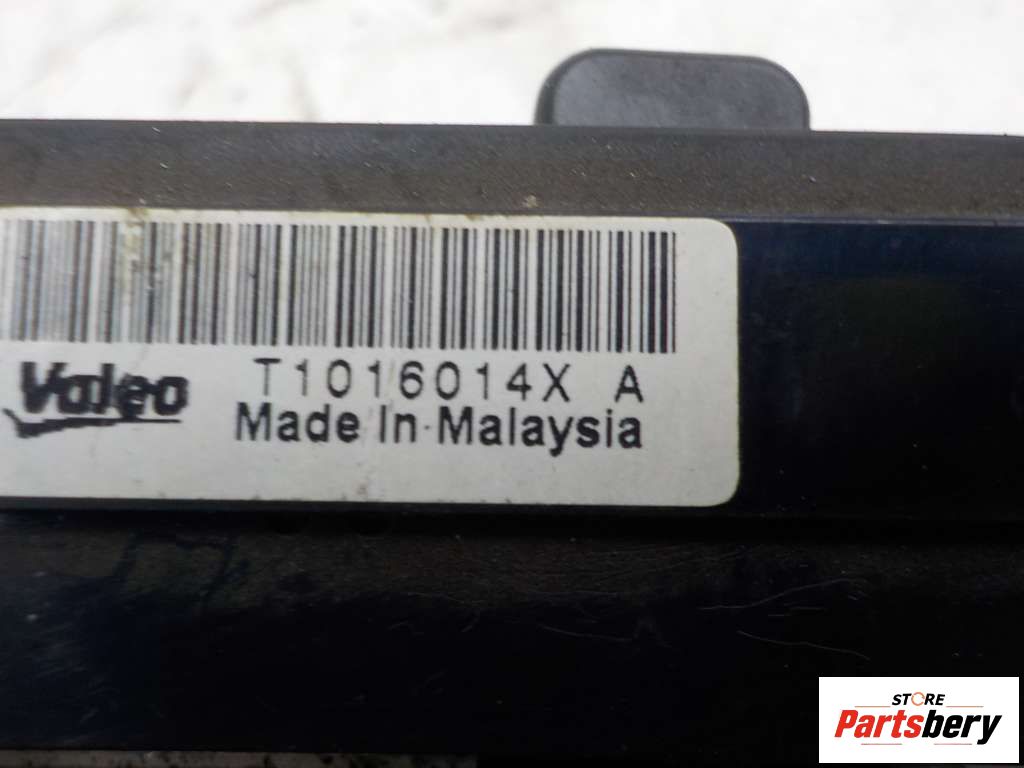 Valeo T1016014X A
Made In Malaysia
STORE
Partsbery